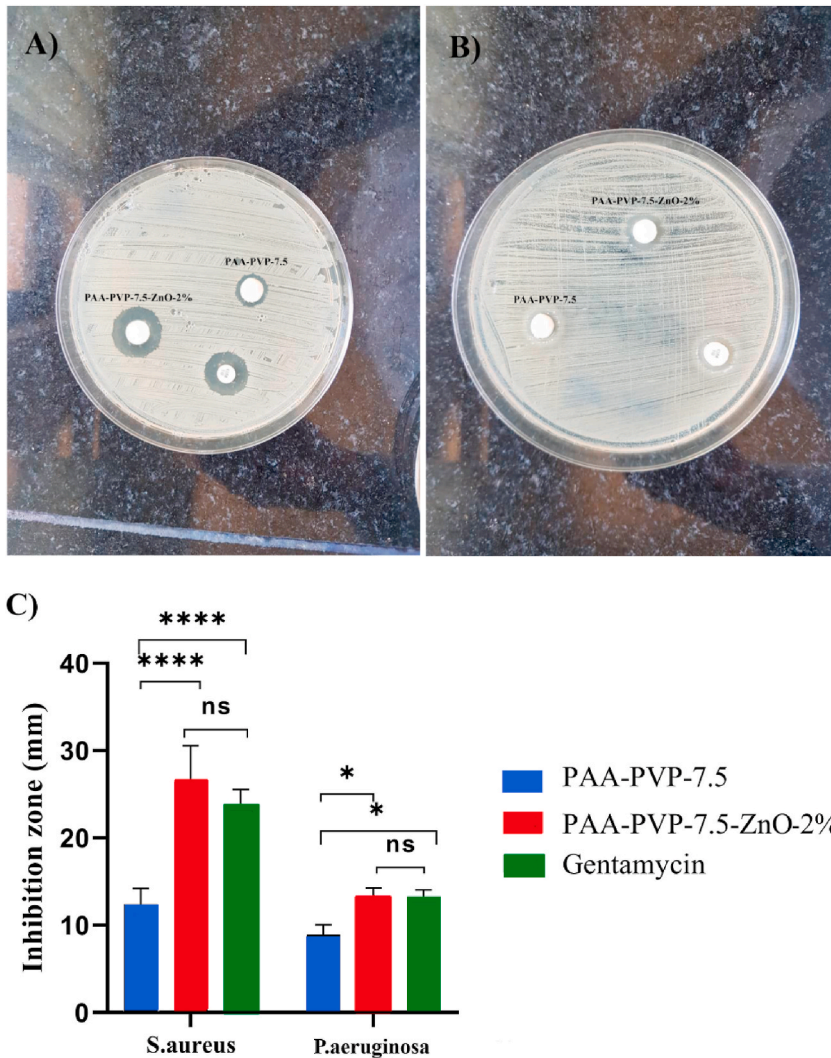 A)
B)
PAA-PVP-7.5
PAA-PVP-7.5-ZnO-2%
PAA-PVP-7.5-ZnO-2%
PAA-PVP-7.5
C)
****
****
ns
*
*
ns
Inhibition zone (mm)
40
30
20
10
0
S.aureus
P.aeruginosa
PAA-PVP-7.5
PAA-PVP-7.5-ZnO-2%
Gentamycin